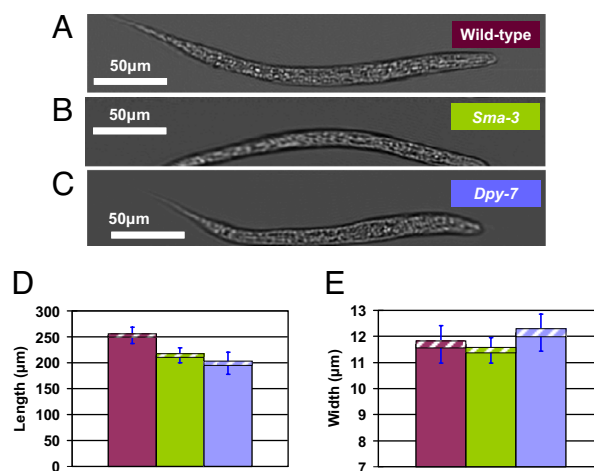 A
Wild-type
50µm
B
50µm
Sma-3
C
Dpy-7
50µm
D
E
Length (µm)
300
250
200
150
100
50
0
Width (µm)
13
12
11
10
9
8
7